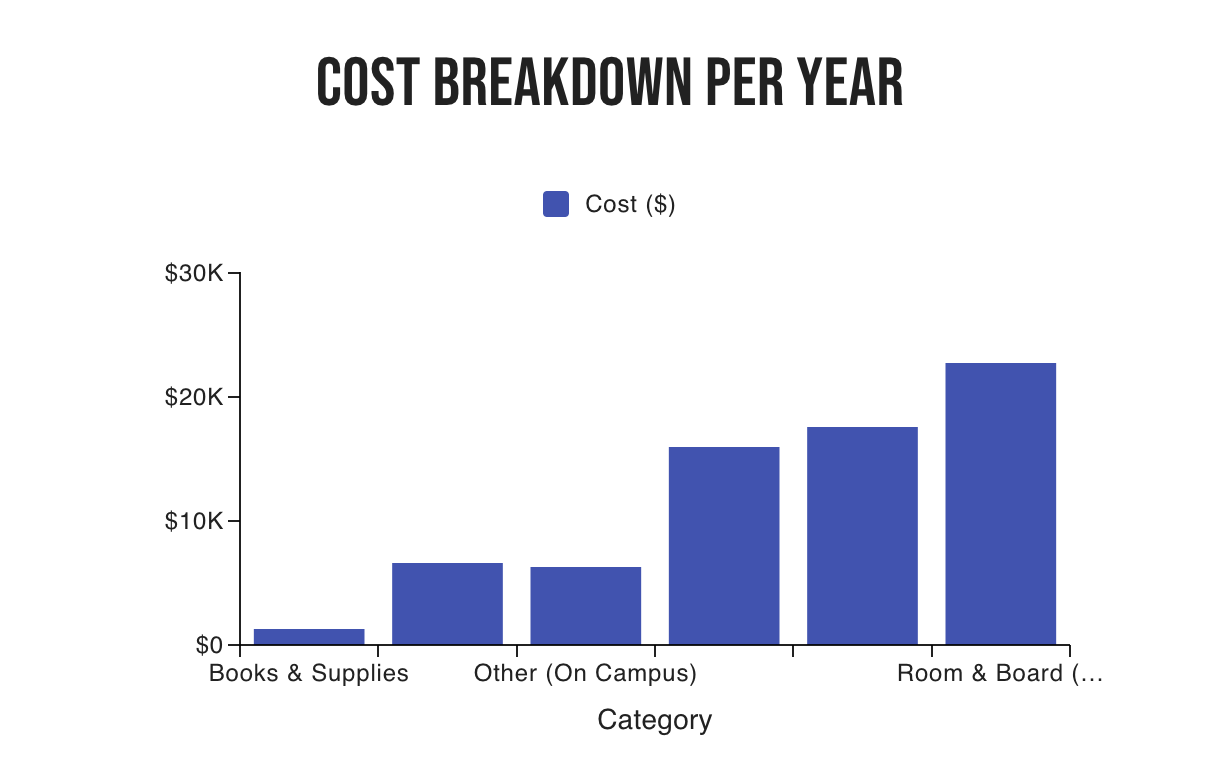 COST BREAKDOWN PER YEAR
Cost ($)
$30K
$20K
$10K
$0
Books & Supplies Other (On Campus) Room & Board (...
Category